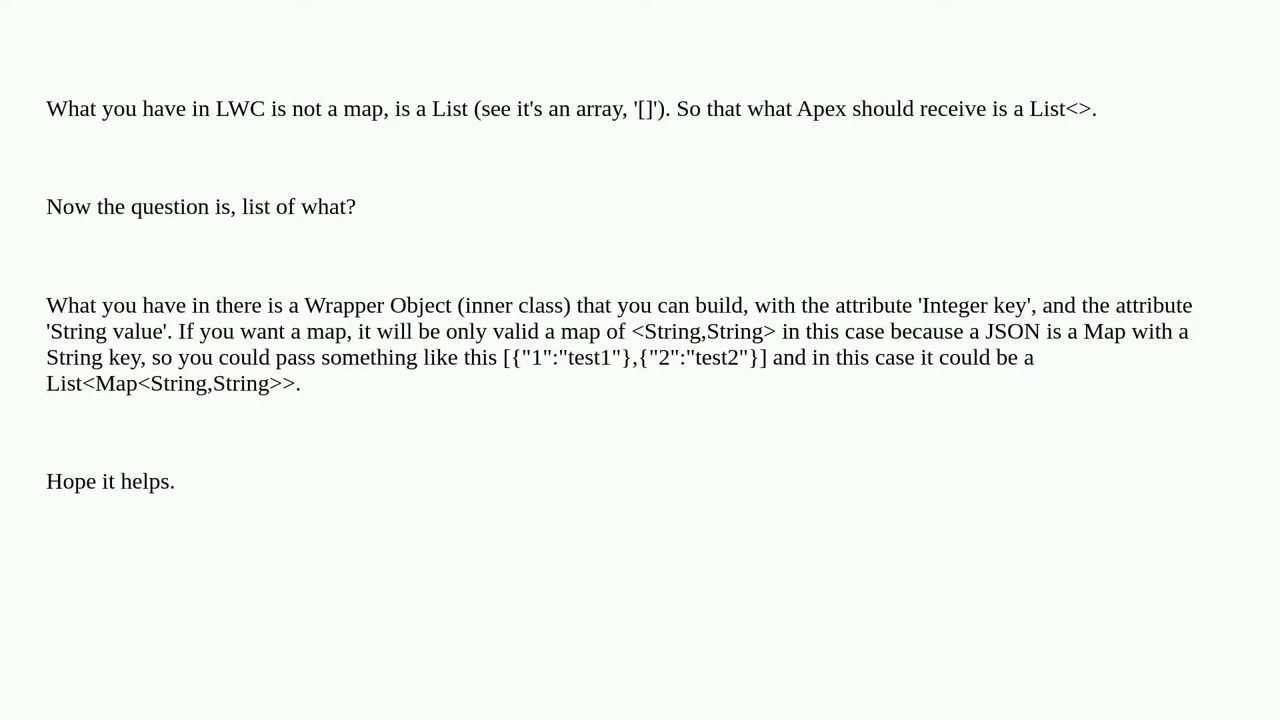 What you have in LWC is not a map, is a List (see it's an array, '[]'). So that what Apex should receive is a List<>.
Now the question is, list of what?
What you have in there is a Wrapper Object (inner class) that you can build, with the attribute 'Integer key', and the attribute
'String value'. If you want a map, it will be only valid a map of <String,String> in this case because a JSON is a Map with a
String key, so you could pass something like this [{"1":"test1"},{"2":"test2"}] and in this case it could be a
List<Map<String,String>>.
Hope it helps.